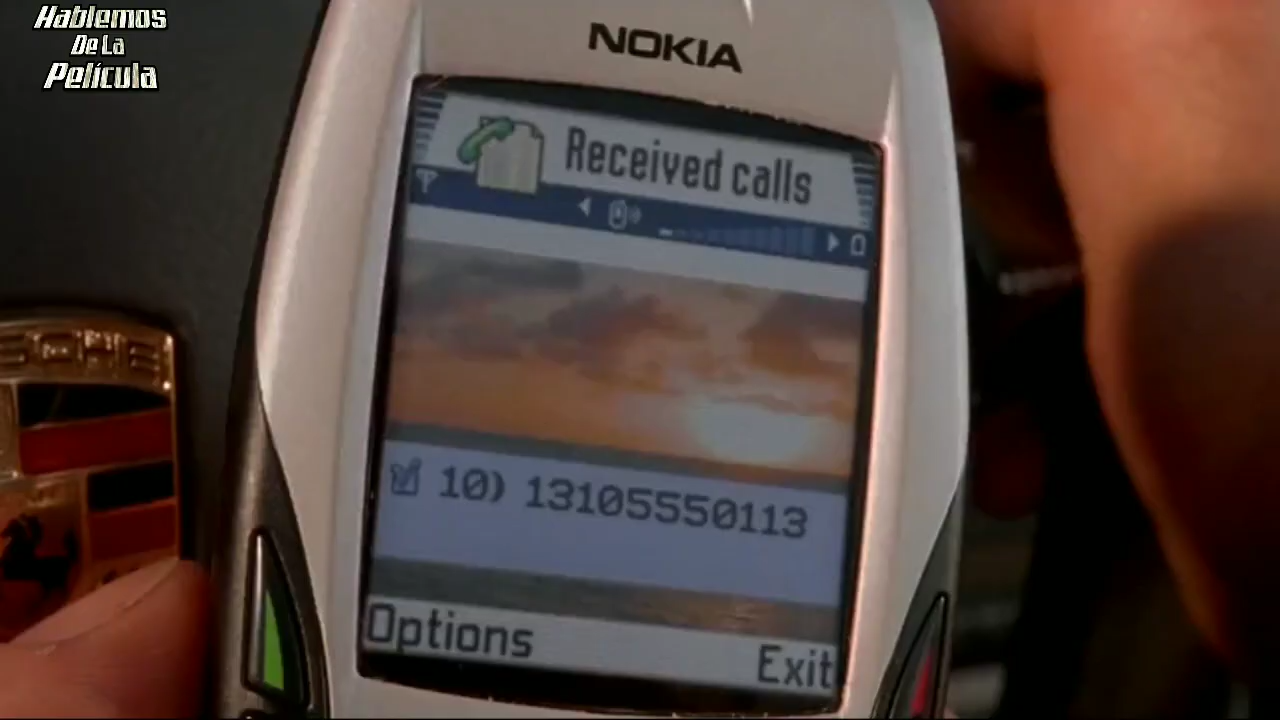 Hablemos
De La
Película
NOKIA
Received calls
10) 13105550113
Options
Exit